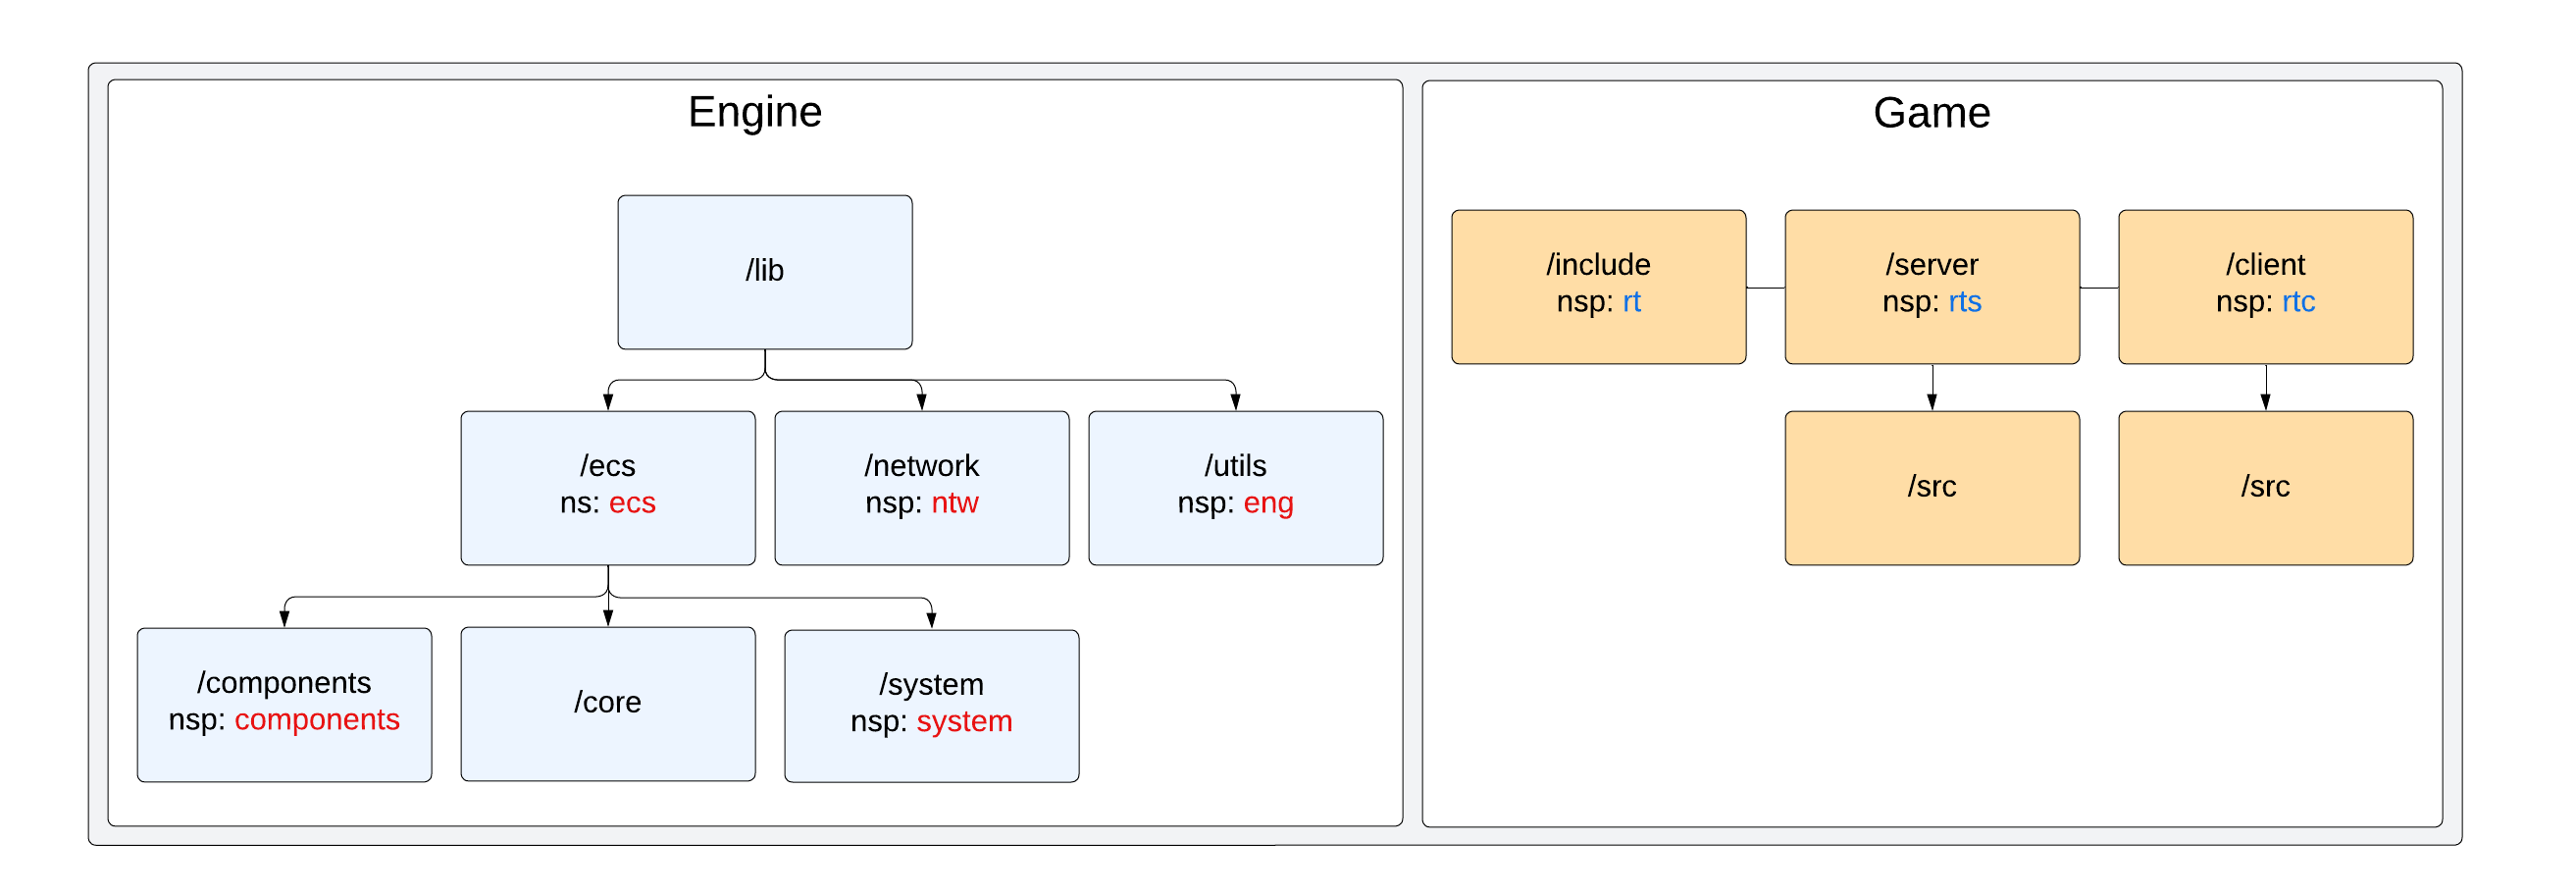 Engine
/lib
/ecs
ns: ecs
/network
nsp: ntw
/utils
nsp: eng
/components
nsp: components
/core
/system
nsp: system
Game
/include
nsp: rt
/server
nsp: rts
/client
nsp: rtc
/src
/src